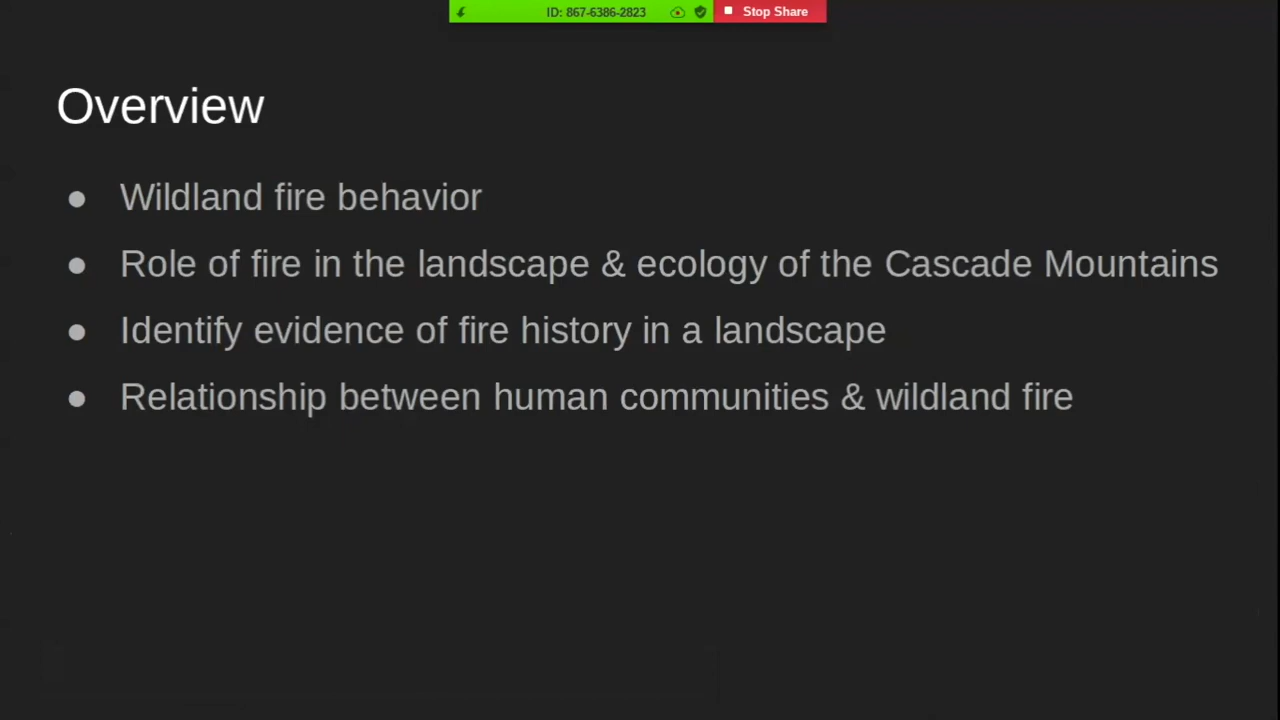 ID: 867-6386-2823 Stop Share
Overview
● Wildland fire behavior
● Role of fire in the landscape & ecology of the Cascade Mountains
● Identify evidence of fire history in a landscape
● Relationship between human communities & wildland fire